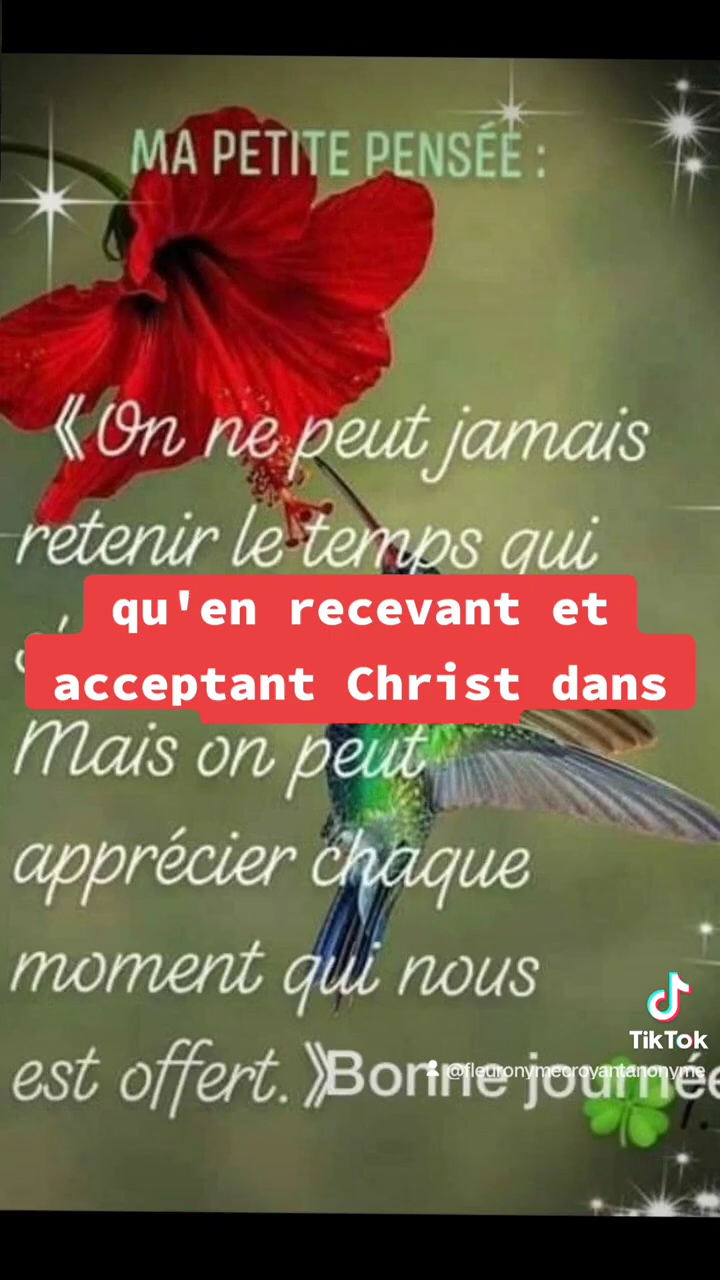 MA PETITE PENSÉE :
《On ne peut jamais
retenir le temps qui
qu'en recevant et
acceptant Christ dans
Mais on peut
apprécier chaque
moment qui nous
est offert.》Bonne journée
TikTok
@fleuronymecroyantanonyme